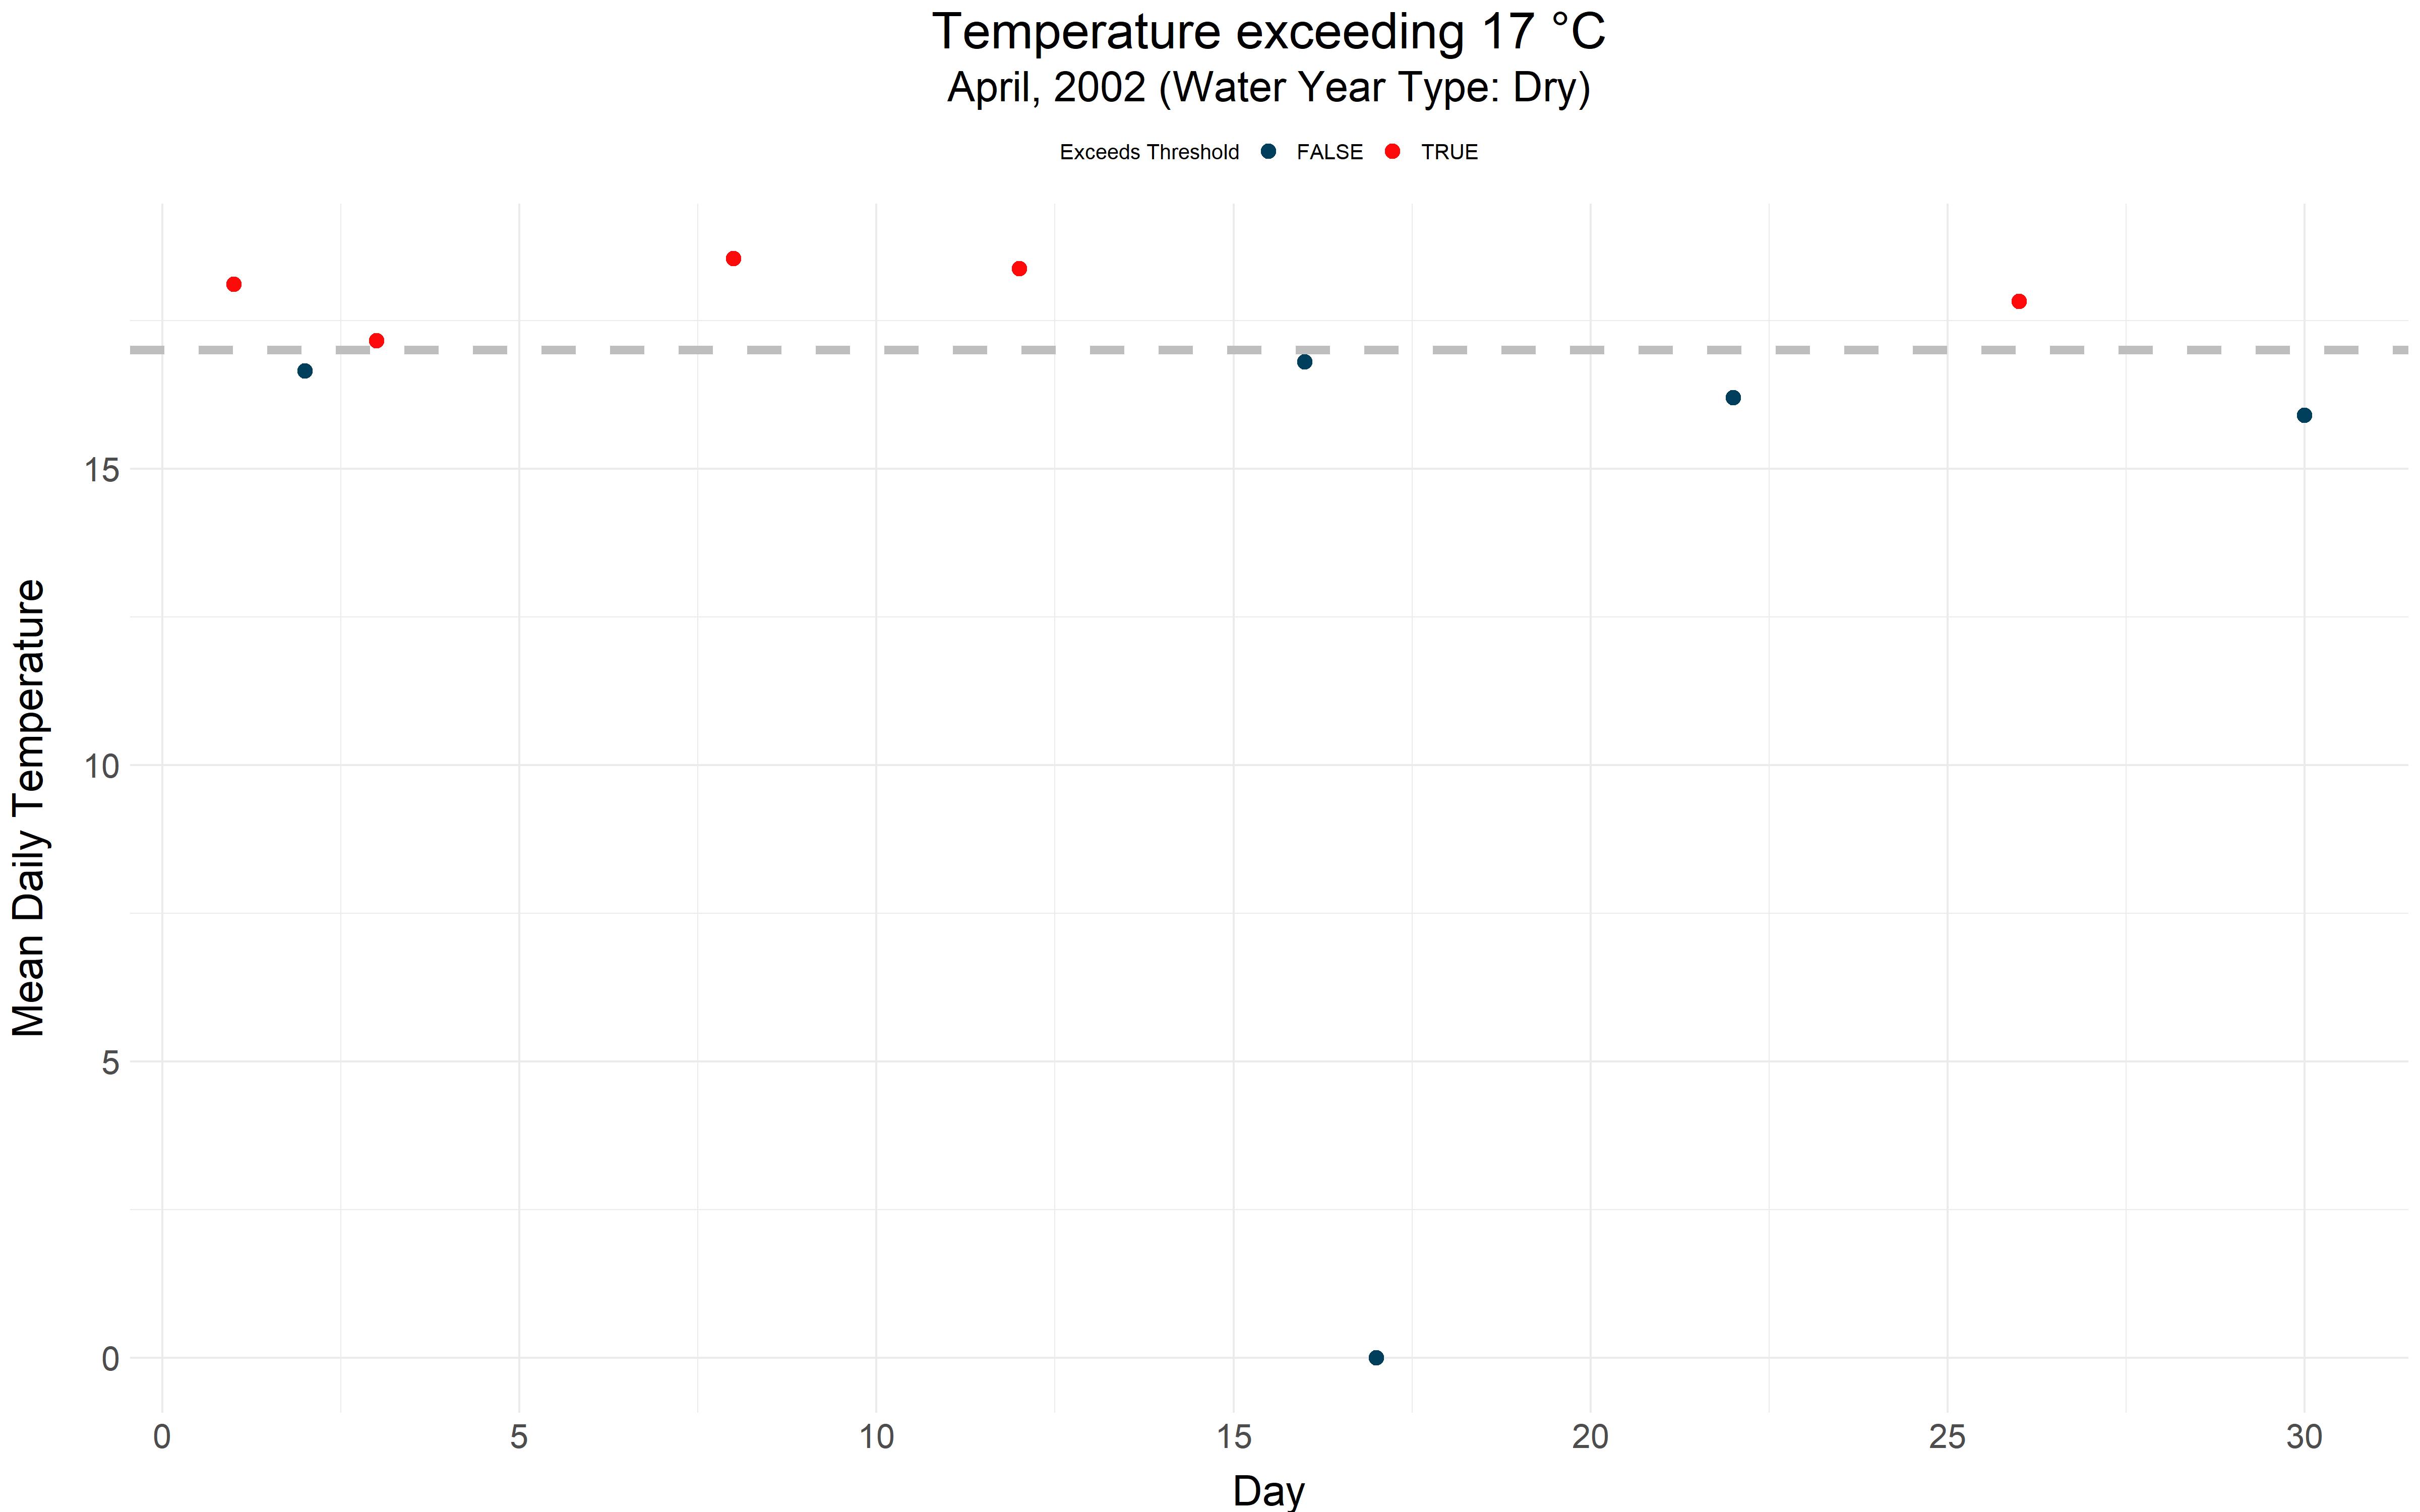 Temperature exceeding 17 °C
April, 2002 (Water Year Type: Dry)
Exceeds Threshold FALSE TRUE
Mean Daily Temperature
15
10
5
0
0 5 10 15 20 25 30
Day